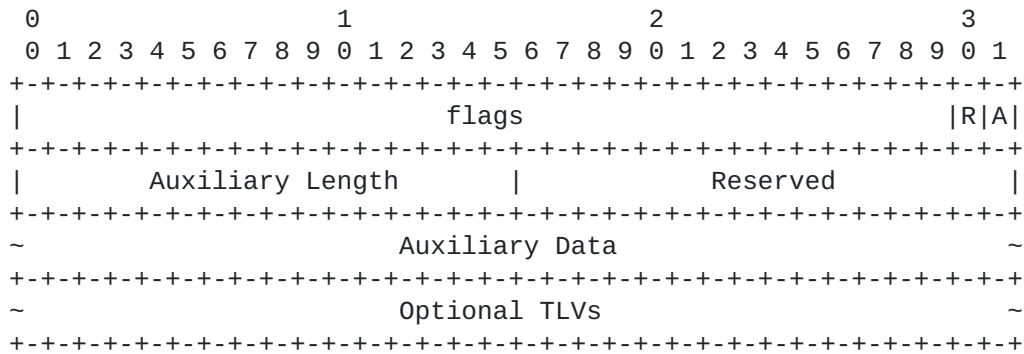 0                   1                   2                   3
 0 1 2 3 4 5 6 7 8 9 0 1 2 3 4 5 6 7 8 9 0 1 2 3 4 5 6 7 8 9 0 1
+-+-+-+-+-+-+-+-+-+-+-+-+-+-+-+-+-+-+-+-+-+-+-+-+-+-+-+-+-+-+-+-+
|                           flags                           |R|A|
+-+-+-+-+-+-+-+-+-+-+-+-+-+-+-+-+-+-+-+-+-+-+-+-+-+-+-+-+-+-+-+-+
|        Auxiliary Length       |            Reserved           |
+-+-+-+-+-+-+-+-+-+-+-+-+-+-+-+-+-+-+-+-+-+-+-+-+-+-+-+-+-+-+-+-+
~                        Auxiliary Data                         ~
+-+-+-+-+-+-+-+-+-+-+-+-+-+-+-+-+-+-+-+-+-+-+-+-+-+-+-+-+-+-+-+-+
~                        Optional TLVs                          ~
+-+-+-+-+-+-+-+-+-+-+-+-+-+-+-+-+-+-+-+-+-+-+-+-+-+-+-+-+-+-+-+-+